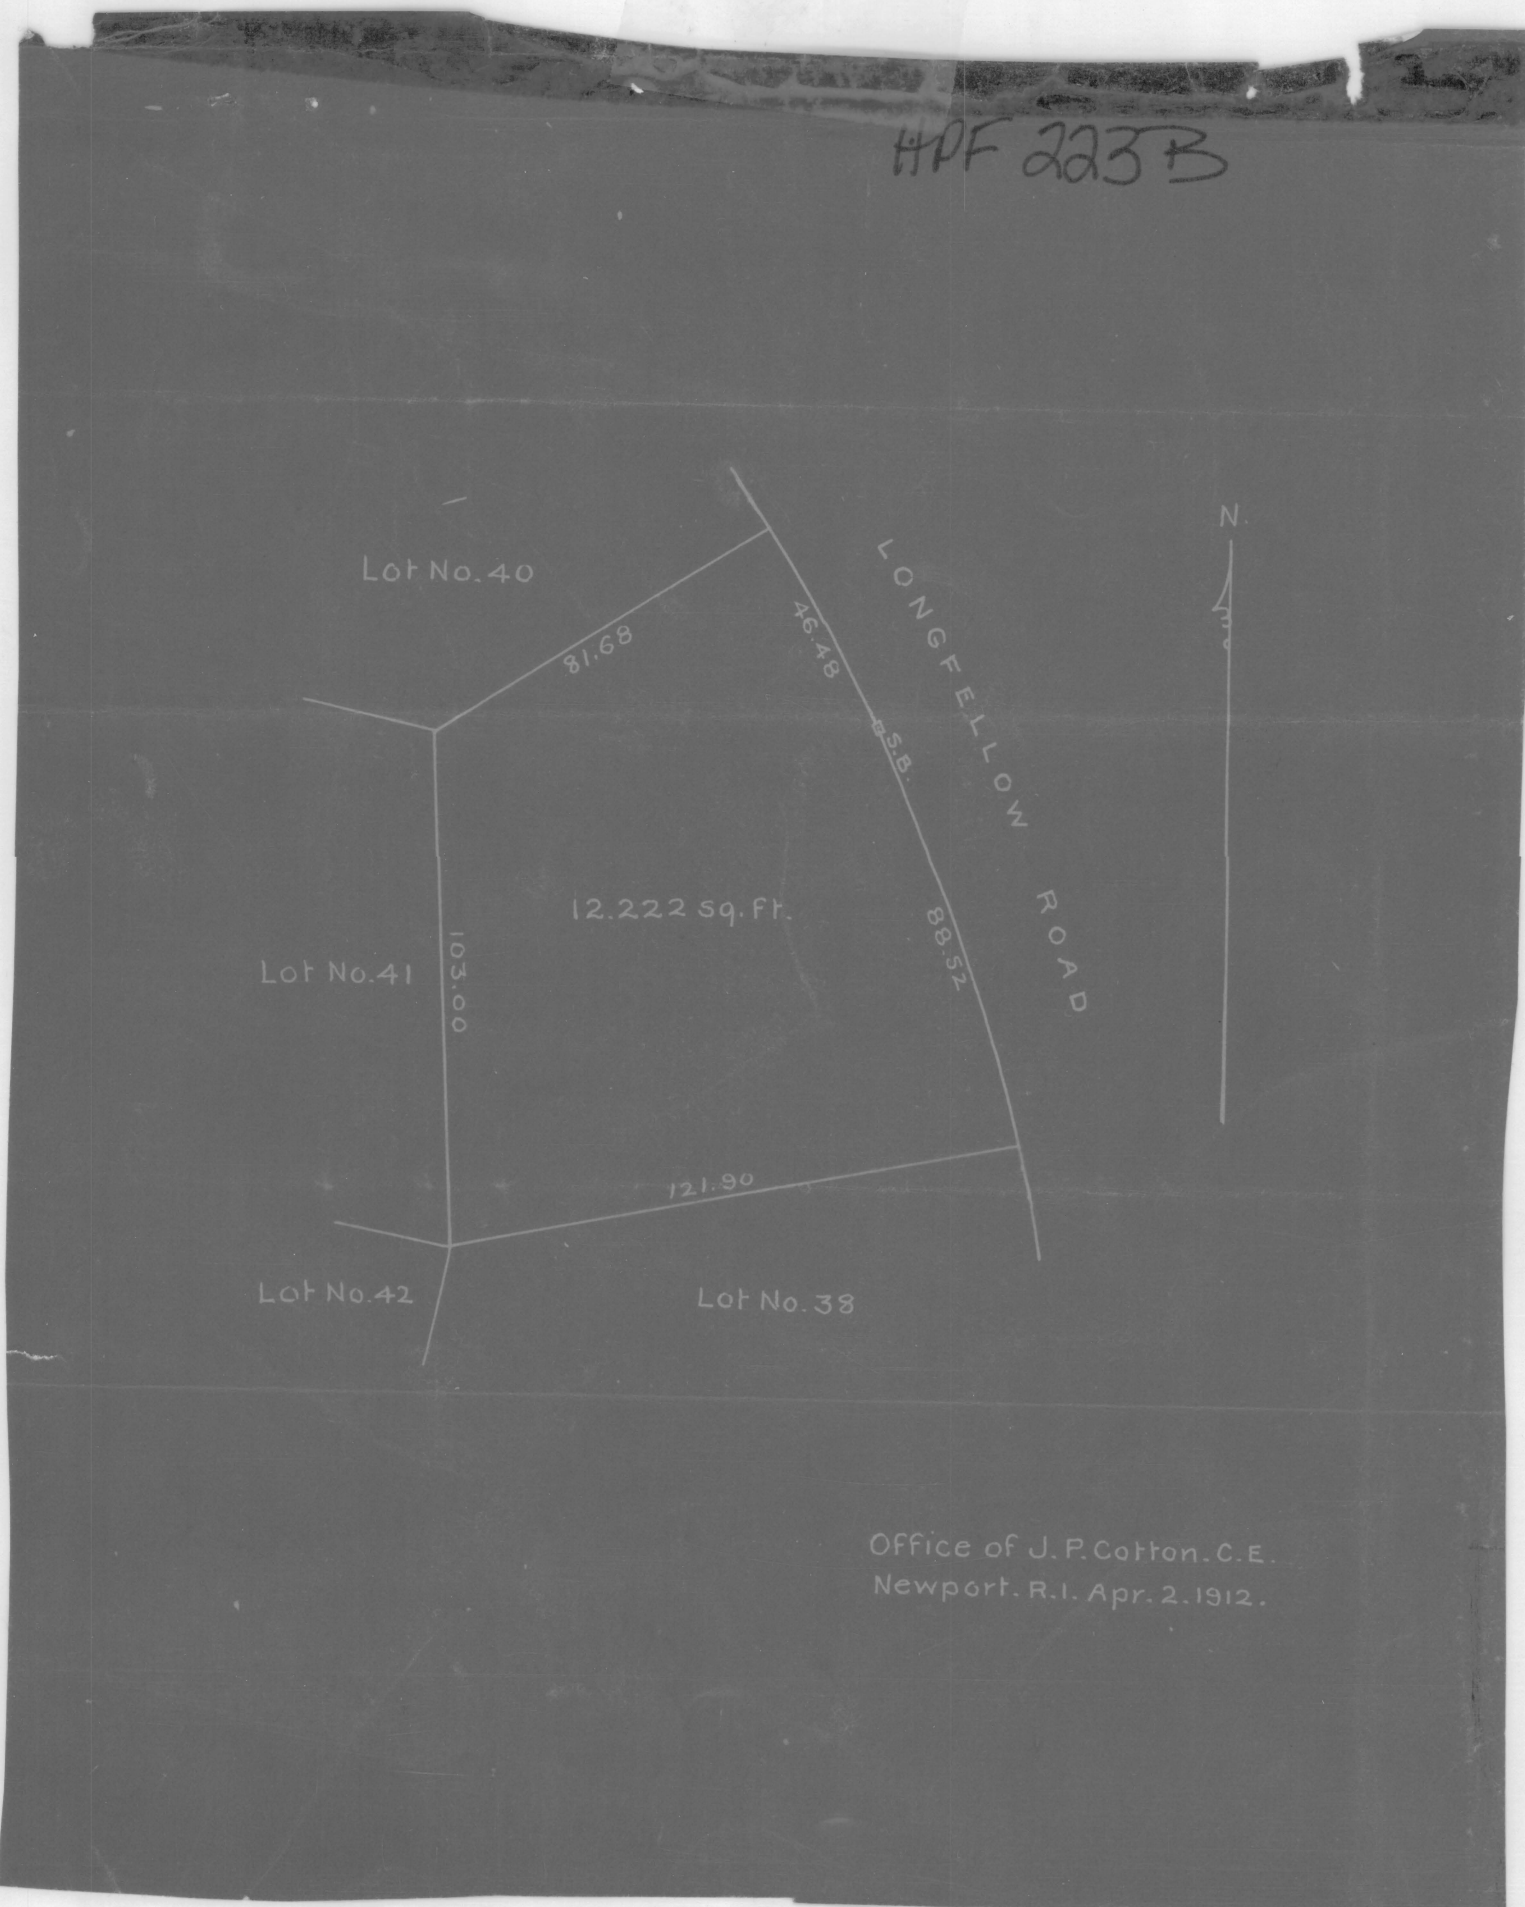 HPF 223B
N.
LONGFELLOW ROAD
Lot No. 40
46.48
81.68
S.B.
12.222 sq. Ft.
88.52
Lot No. 41
103.00
121.90
Lot No. 42
Lot No. 38
Office of J. P. Cotton. C. E.
Newport. R.I. Apr. 2. 1912.